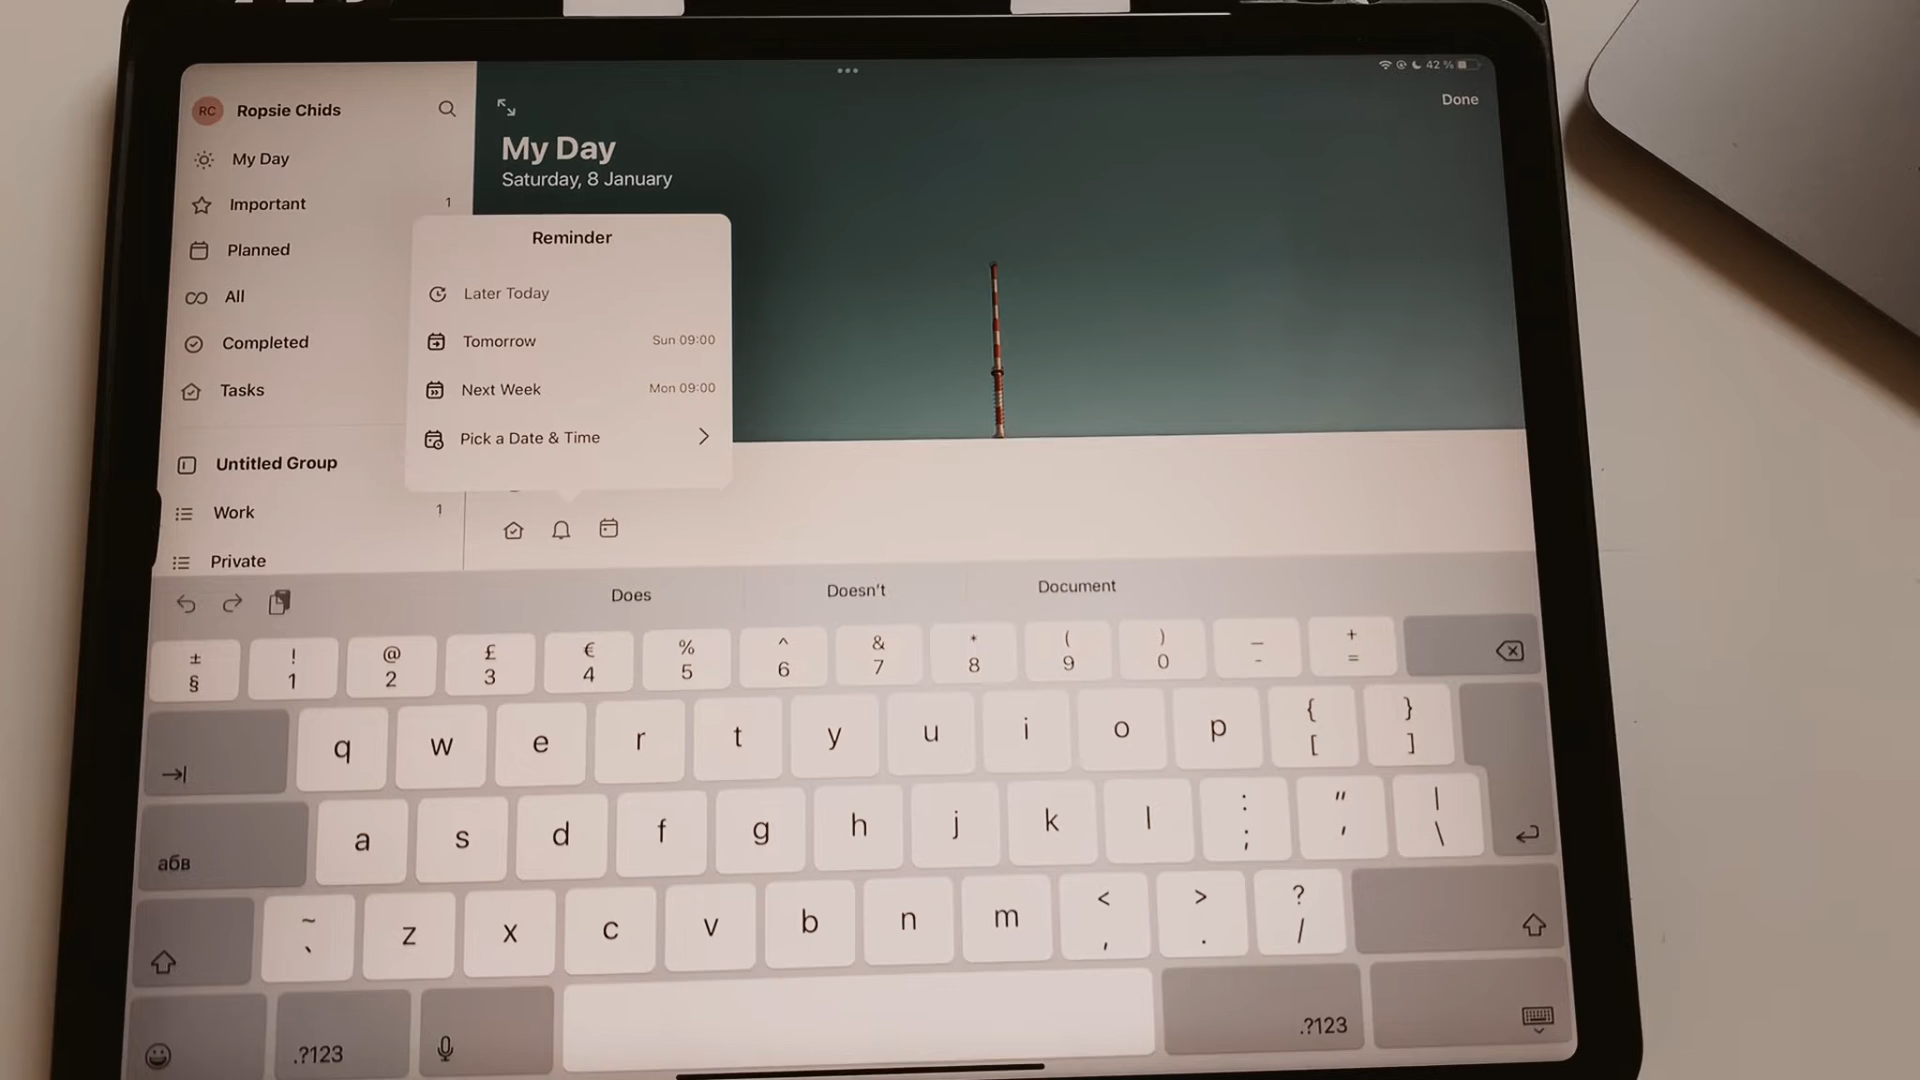 RC Ropsie Chids
My Day
Important 1
Planned
All
Completed
Tasks
Untitled Group
Work 1
Private
42 %
Done
My Day
Saturday, 8 January
Reminder
Later Today
Tomorrow Sun 09:00
Next Week Mon 09:00
Pick a Date & Time
Does Doesn't Document
± ! @ £ € % ^ & * ( ) _ +
§ 1 2 3 4 5 6 7 8 9 0 - =
q w e r t y u i o p { [ } ]
абв a s d f g h j k l : ; " ' | \
~ ` z x c v b n m < , > . ? /
.?123 .?123